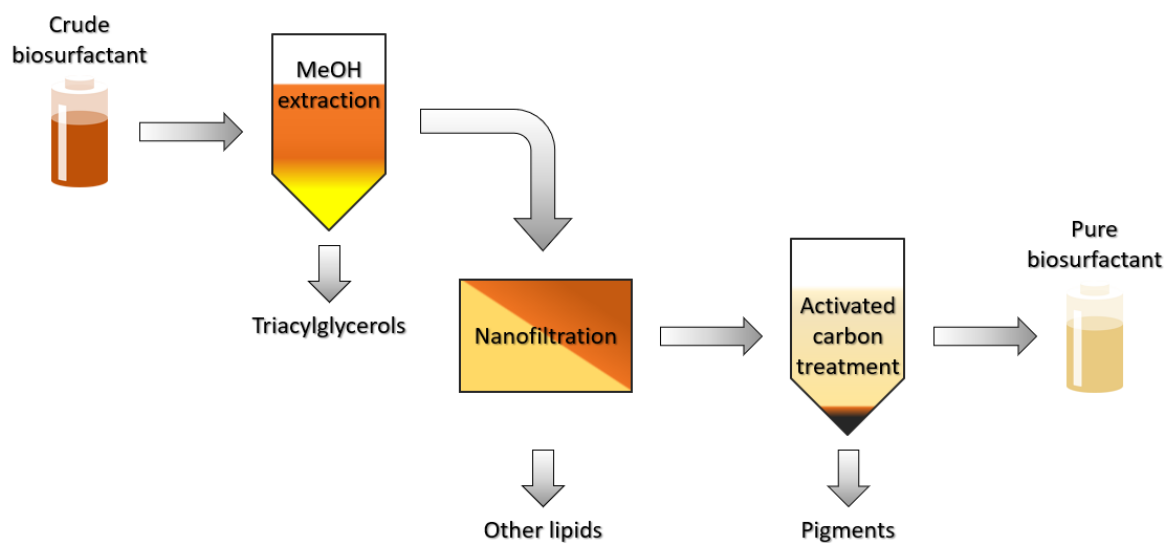 Crude
biosurfactant
MeOH
extraction
Triacylglycerols
Nanofiltration
Other lipids
Activated
carbon
treatment
Pigments
Pure
biosurfactant